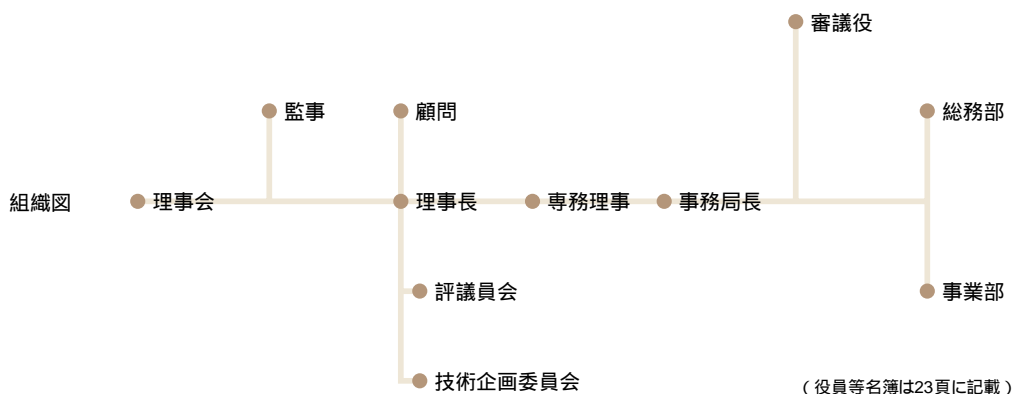 審議役
監事
顧問
総務部
組織図
理事会
理事長
専務理事
事務局長
評議員会
事業部
技術企画委員会
(役員等名簿は23頁に記載)